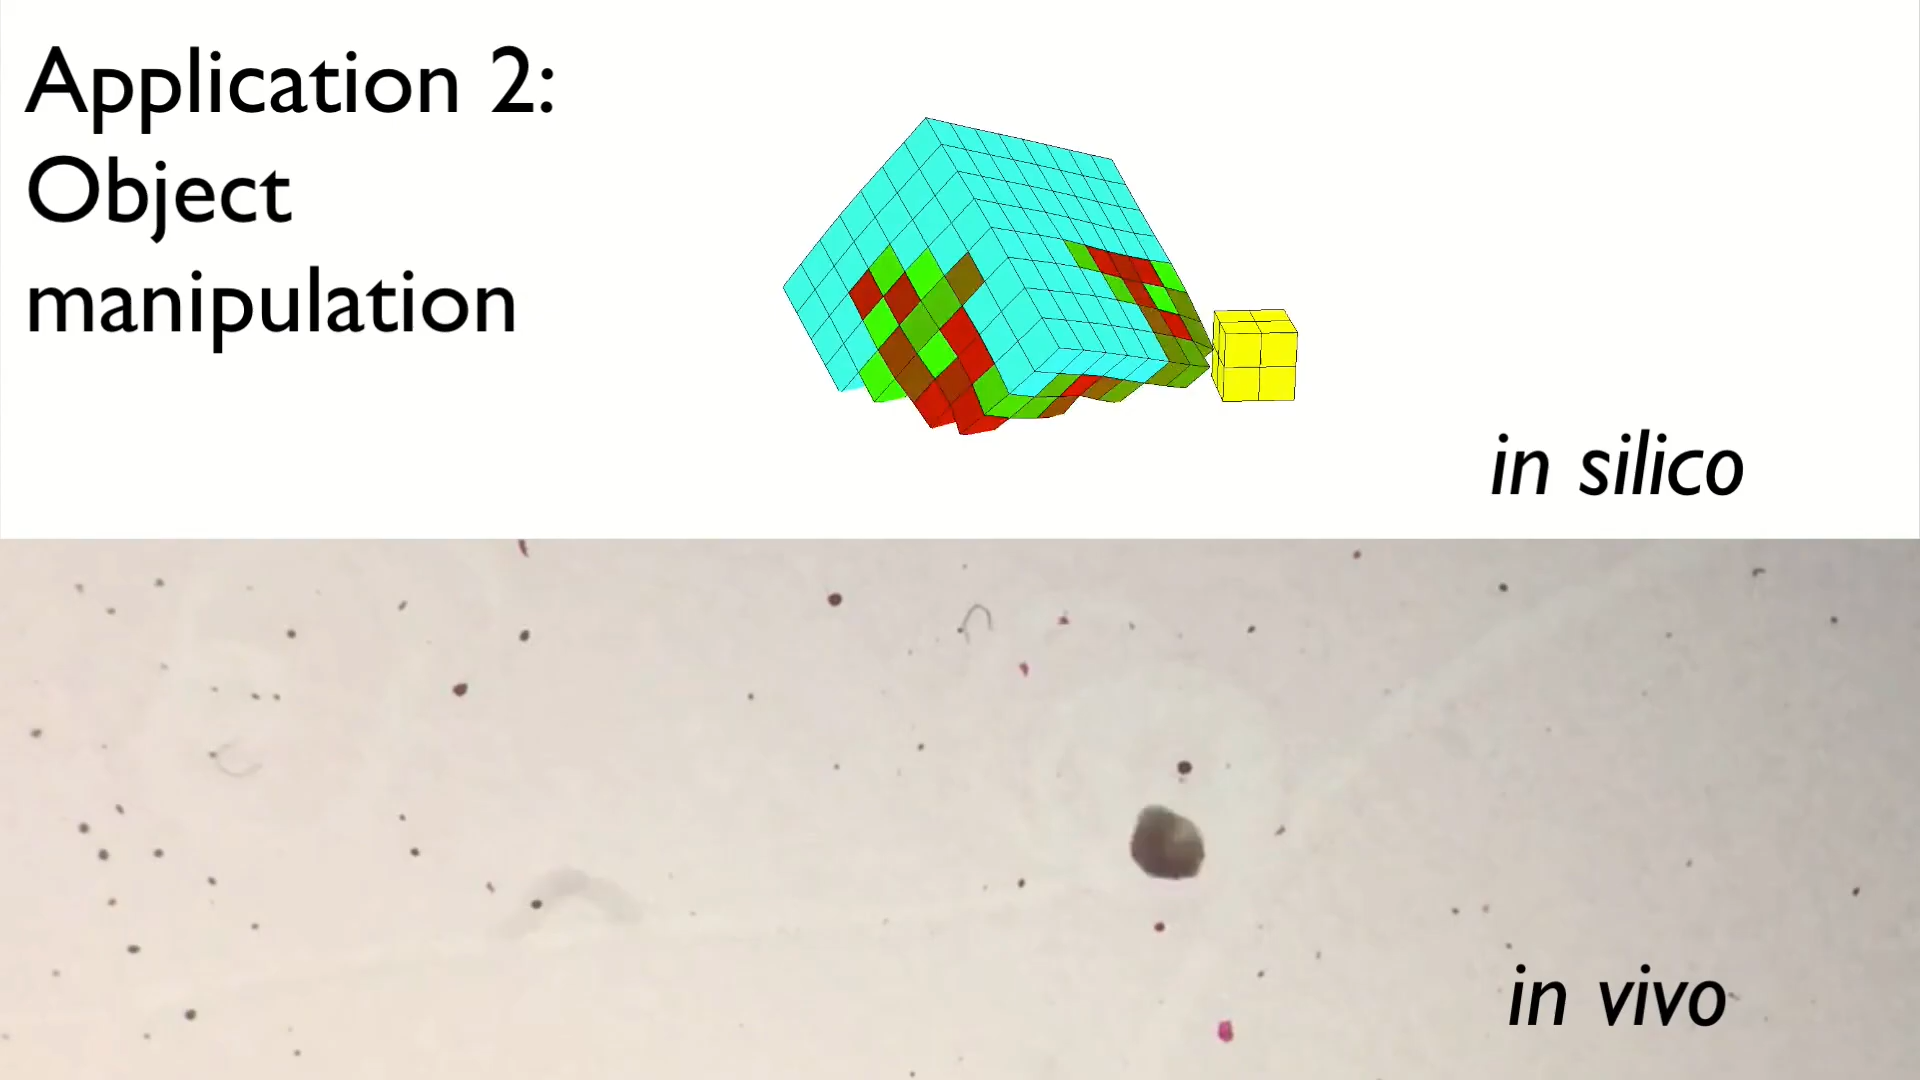 Application 2:
Object
manipulation
in silico
in vivo